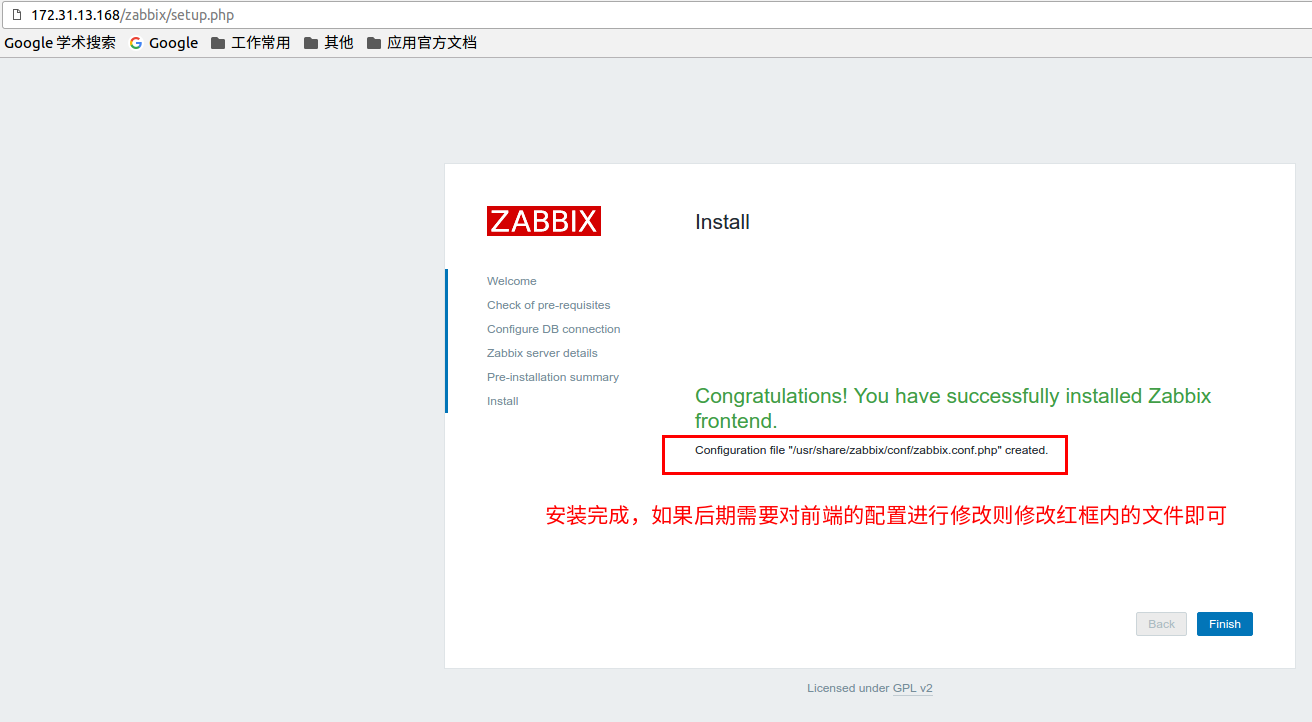 172.31.13.168/zabbix/setup.php
Google 学术搜索 Google 工作常用 其他 应用官方文档
ZABBIX
Install
Welcome
Check of pre-requisites
Configure DB connection
Zabbix server details
Pre-installation summary
Install
Congratulations! You have successfully installed Zabbix
frontend.
Configuration file "/usr/share/zabbix/conf/zabbix.conf.php" created.
安装完成，如果后期需要对前端的配置进行修改则修改红框内的文件即可
Back Finish
Licensed under GPL v2